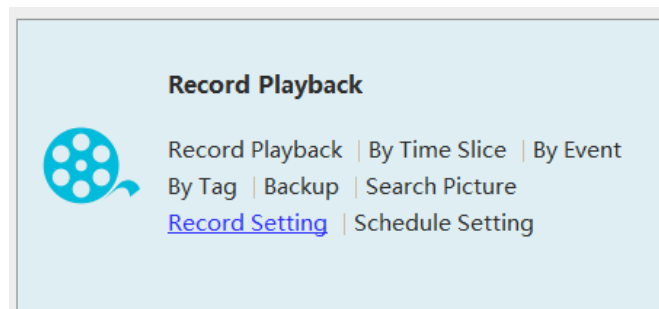 Record Playback
Record Playback | By Time Slice | By Event
By Tag | Backup | Search Picture
Record Setting | Schedule Setting